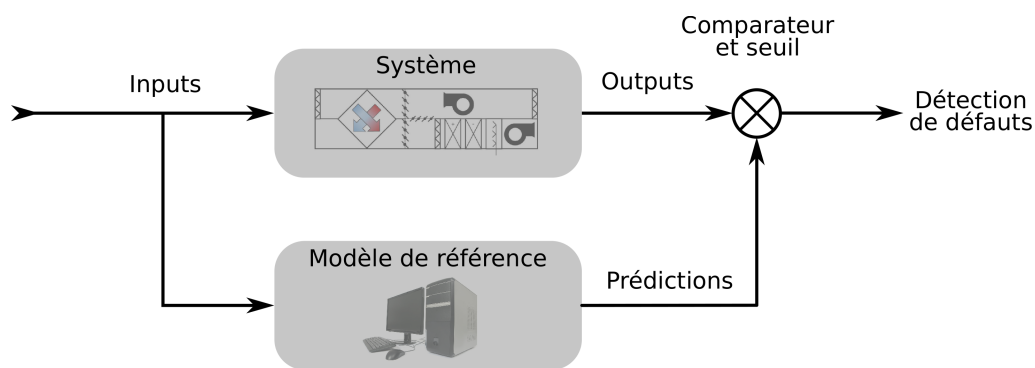 Comparateur
et seuil
Système
Inputs
Outputs
Détection
de défauts
Modèle de référence
Prédictions